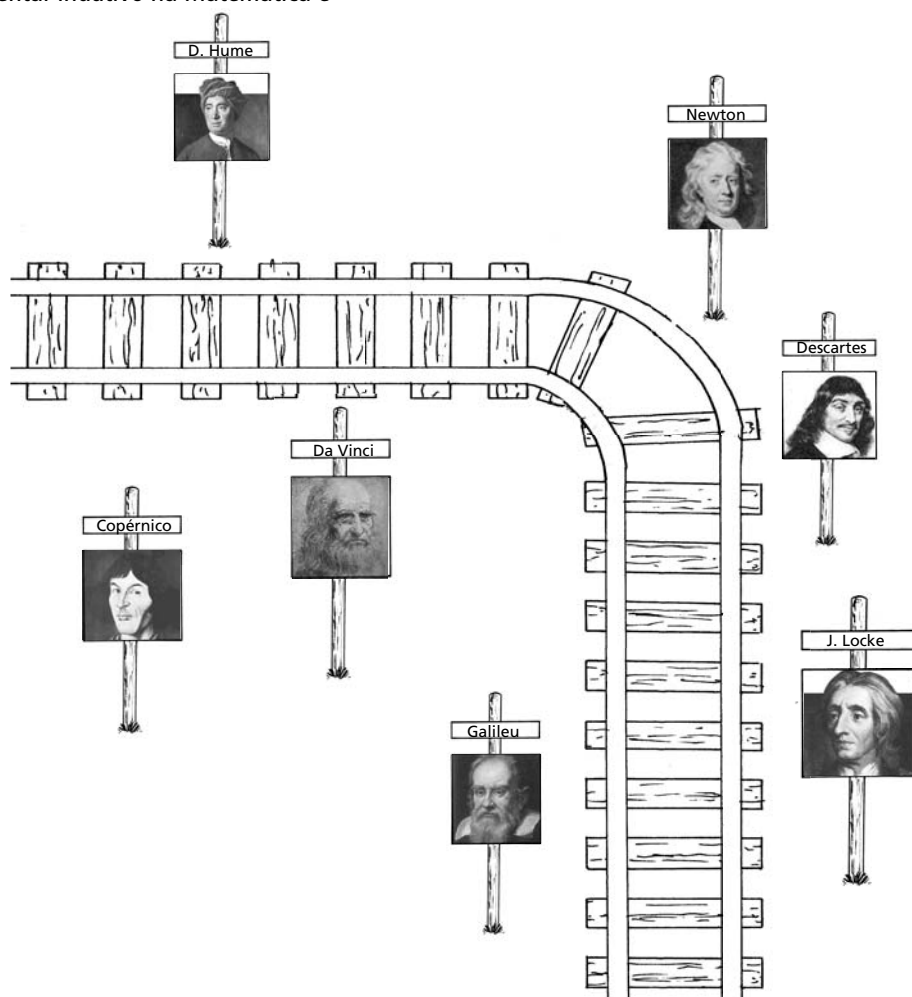 D. Hume
Newton
Descartes
Da Vinci
Copérnico
J. Locke
Galileu